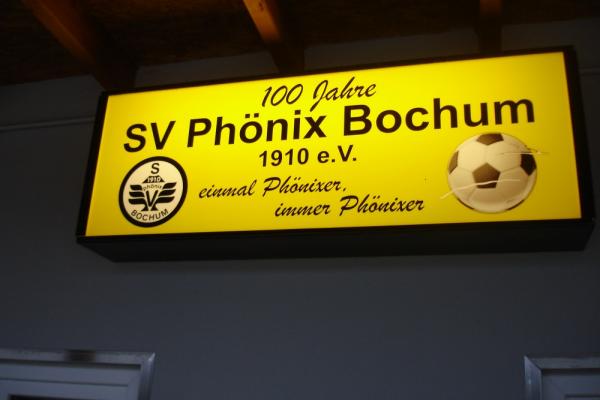 100 Jahre
SV Phönix Bochum
1910 e.V.
einmal Phönixer,
immer Phönixer
S
1910
phönix
V
BOCHUM